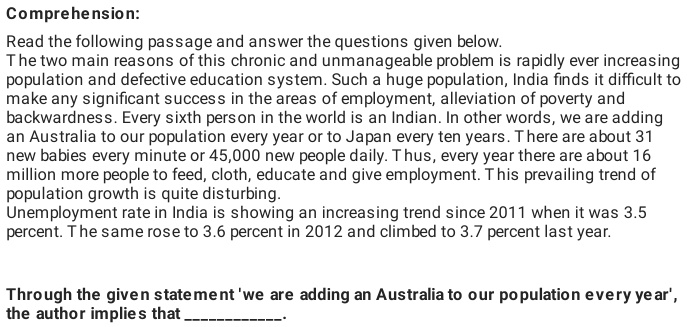 Comprehension:
Read the following passage and answer the questions given below.
The two main reasons of this chronic and unmanageable problem is rapidly ever increasing
population and defective education system. Such a huge population, India finds it difficult to
make any significant success in the areas of employment, alleviation of poverty and
backwardness. Every sixth person in the world is an Indian. In other words, we are adding
an Australia to our population every year or to Japan every ten years. There are about 31
new babies every minute or 45,000 new people daily. Thus, every year there are about 16
million more people to feed, cloth, educate and give employment. This prevailing trend of
population growth is quite disturbing.
Unemployment rate in India is showing an increasing trend since 2011 when it was 3.5
percent. The same rose to 3.6 percent in 2012 and climbed to 3.7 percent last year.
Through the given statement 'we are adding an Australia to our population every year',
the author implies that ____________.